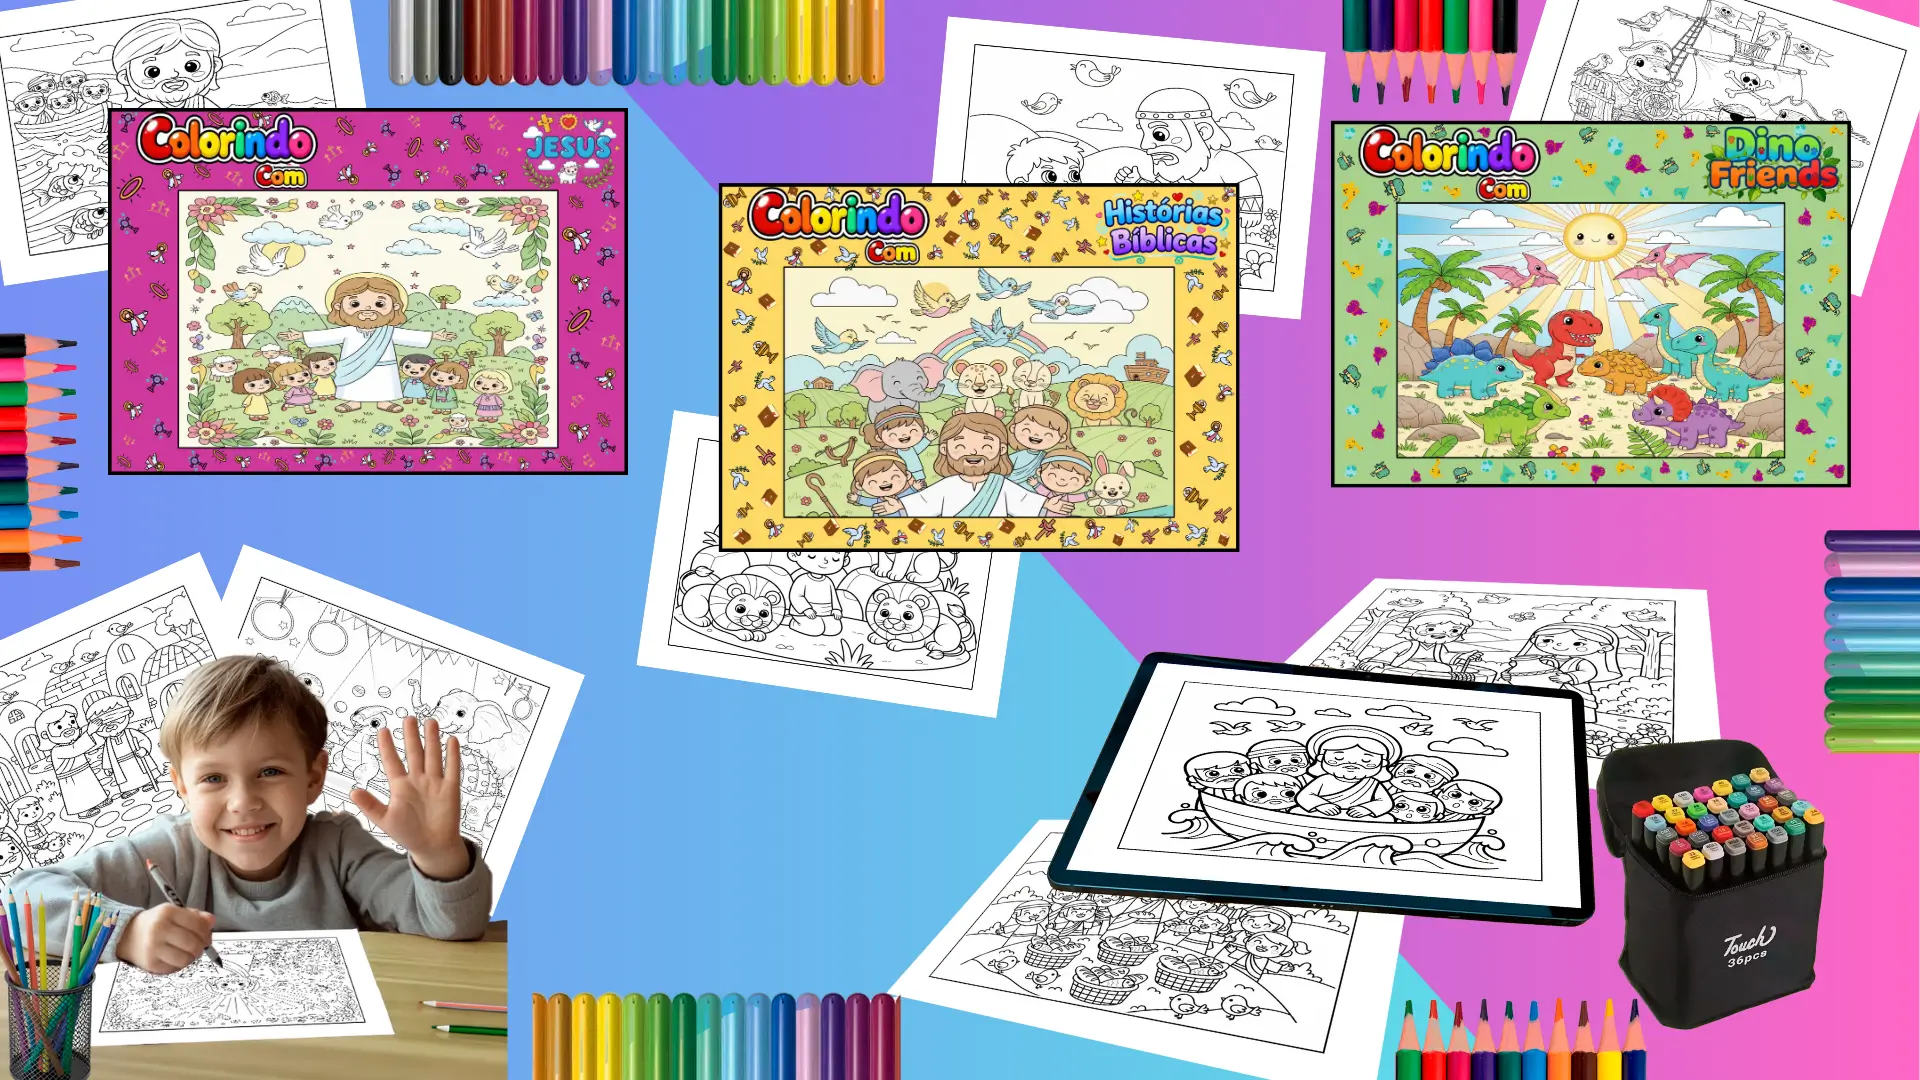 Colorindo
Com
JESUS
Colorindo
Com
Histórias
Bíblicas
Colorindo
Com
Dino
Friends
Touch
36pcs